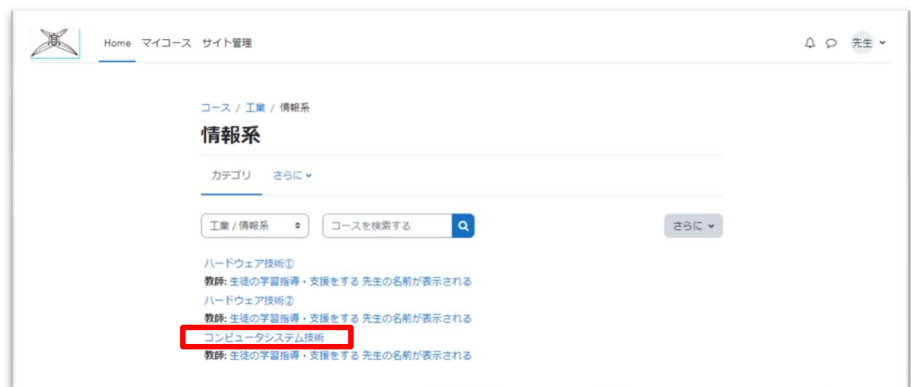 高
Home マイコース サイト管理
先生
コース / 工業 / 情報系
情報系
カテゴリ さらに
工業 / 情報系 コースを検索する さらに
ハードウェア技術①
教師: 生徒の学習指導・支援をする 先生の名前が表示される
ハードウェア技術②
教師: 生徒の学習指導・支援をする 先生の名前が表示される
コンピュータシステム技術
教師: 生徒の学習指導・支援をする 先生の名前が表示される